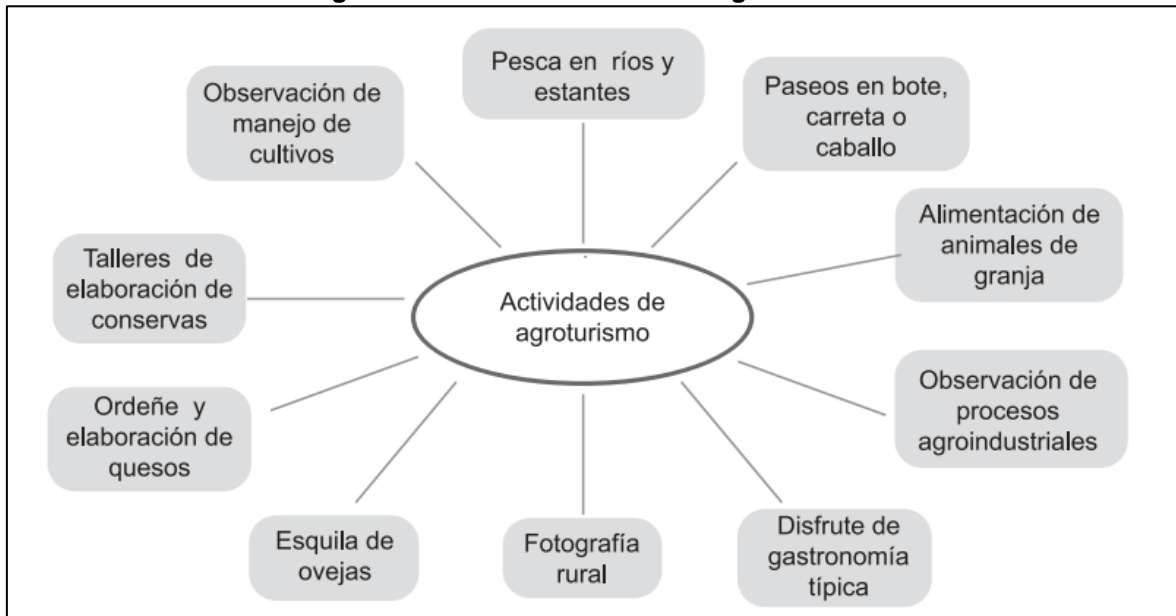 Pesca en ríos y
estantes
Paseos en bote,
carreta o
caballo
Observación de
manejo de
cultivos
Alimentación de
animales de
granja
Talleres de
elaboración de
conservas
Actividades de
agroturismo
Observación de
procesos
agroindustriales
Ordeñe y
elaboración de
quesos
Esquila de
ovejas
Fotografía
rural
Disfrute de
gastronomía
típica